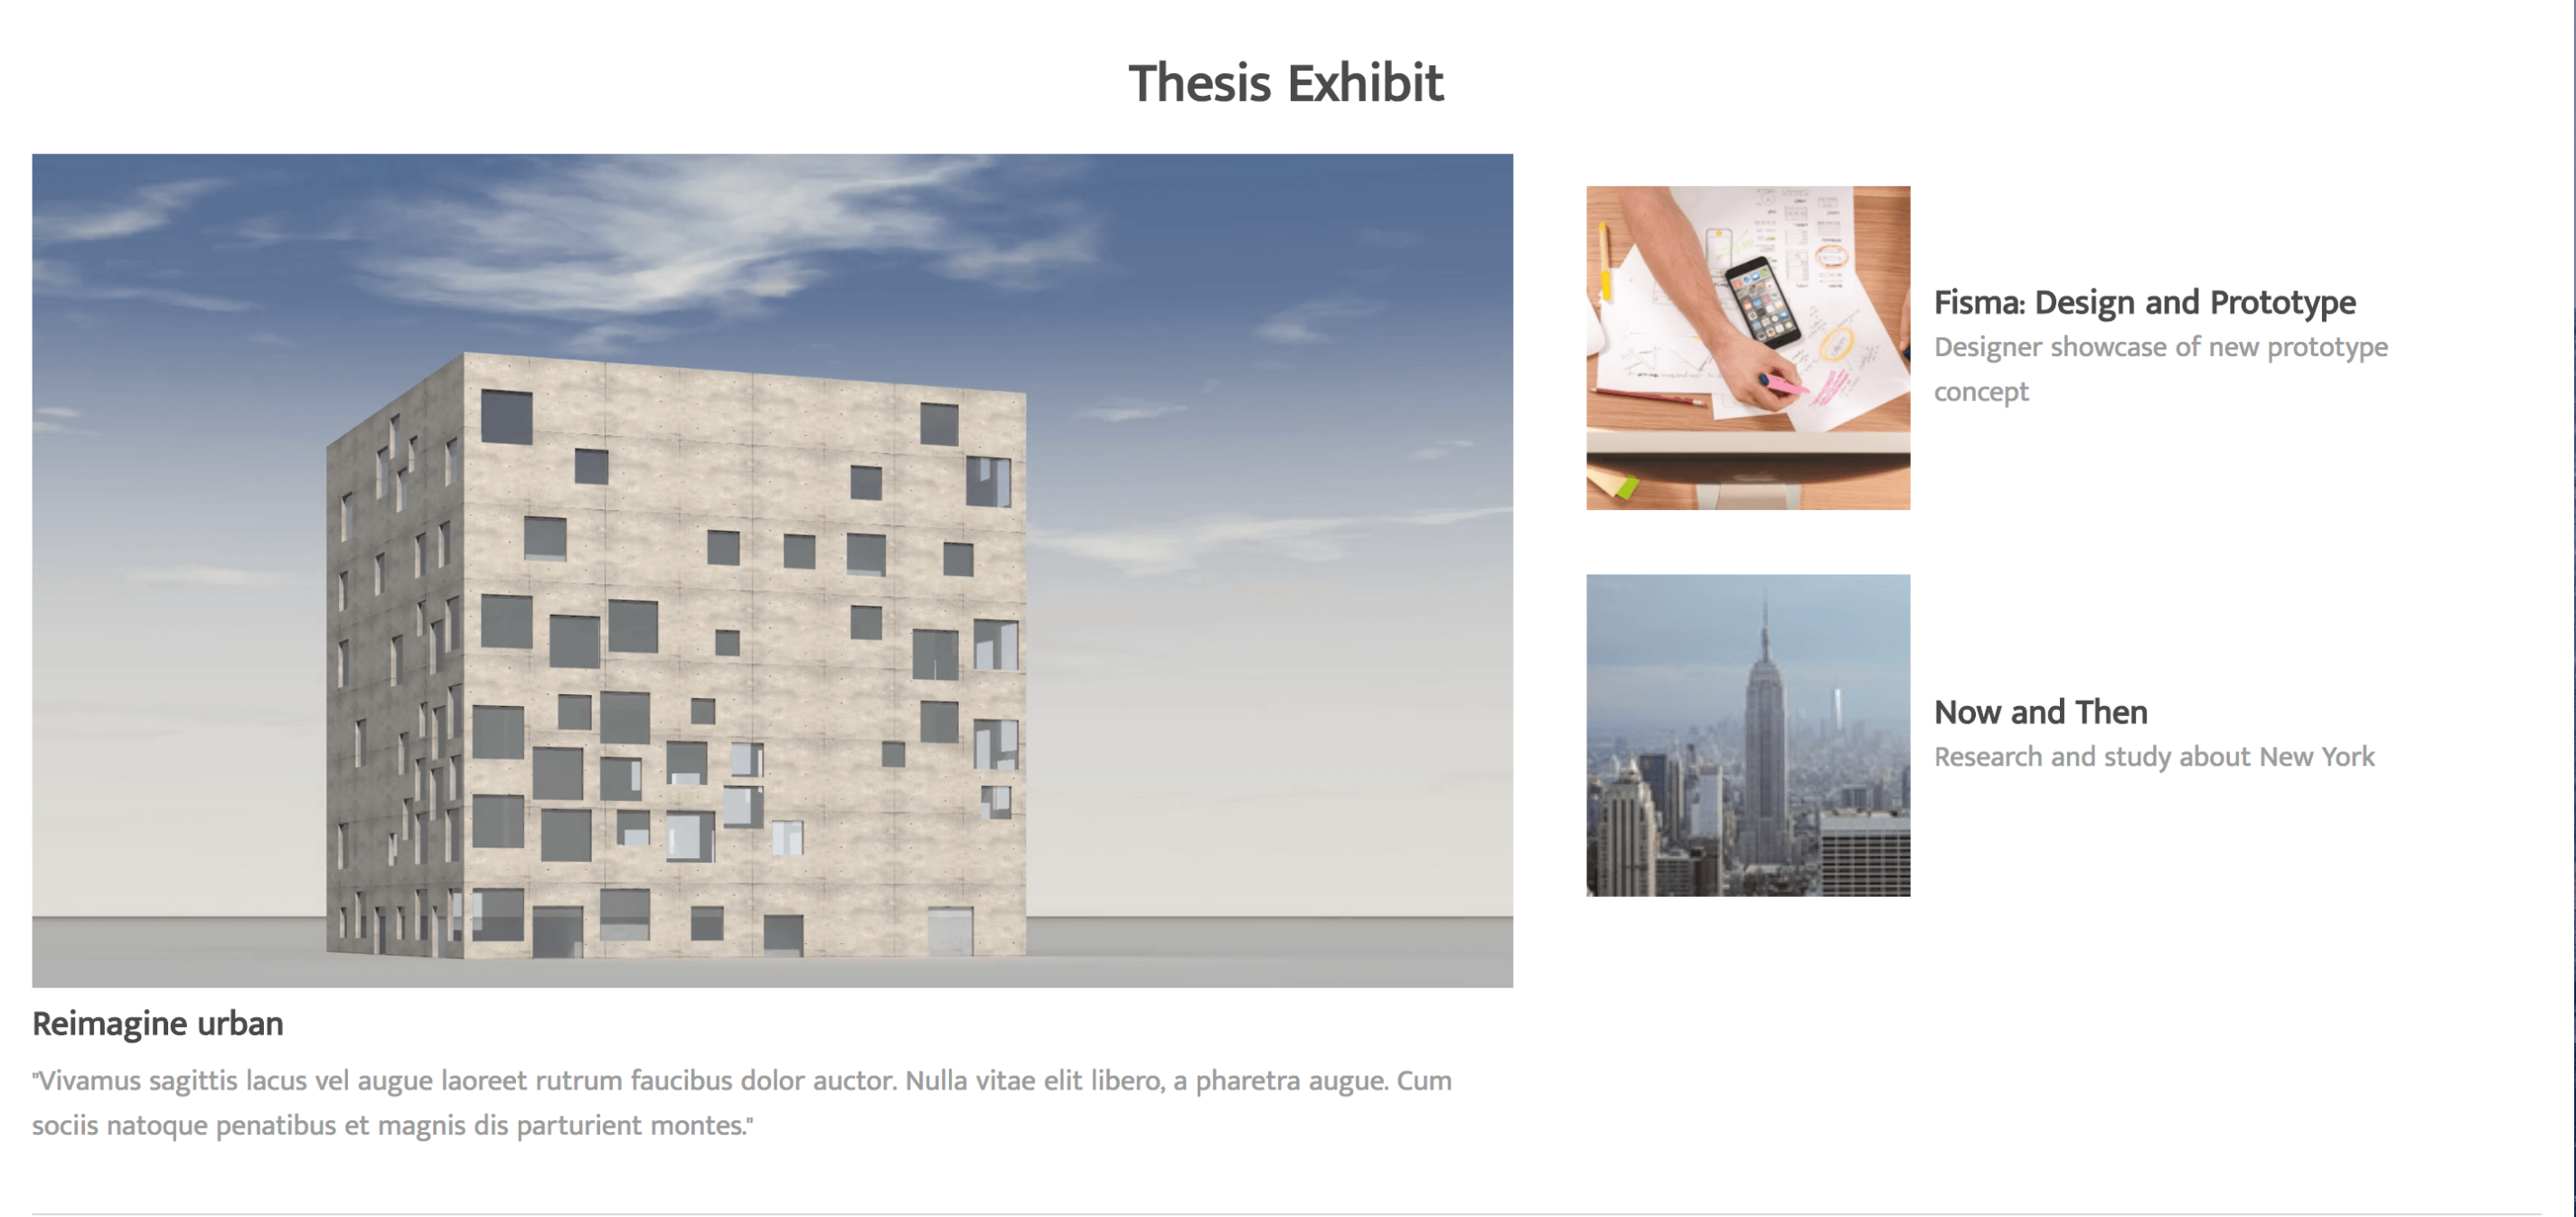 Thesis Exhibit
Fisma: Design and Prototype
Designer showcase of new prototype
concept
Now and Then
Research and study about New York
Reimagine urban
"Vivamus sagittis lacus vel augue laoreet rutrum faucibus dolor auctor. Nulla vitae elit libero, a pharetra augue. Cum
sociis natoque penatibus et magnis dis parturient montes."